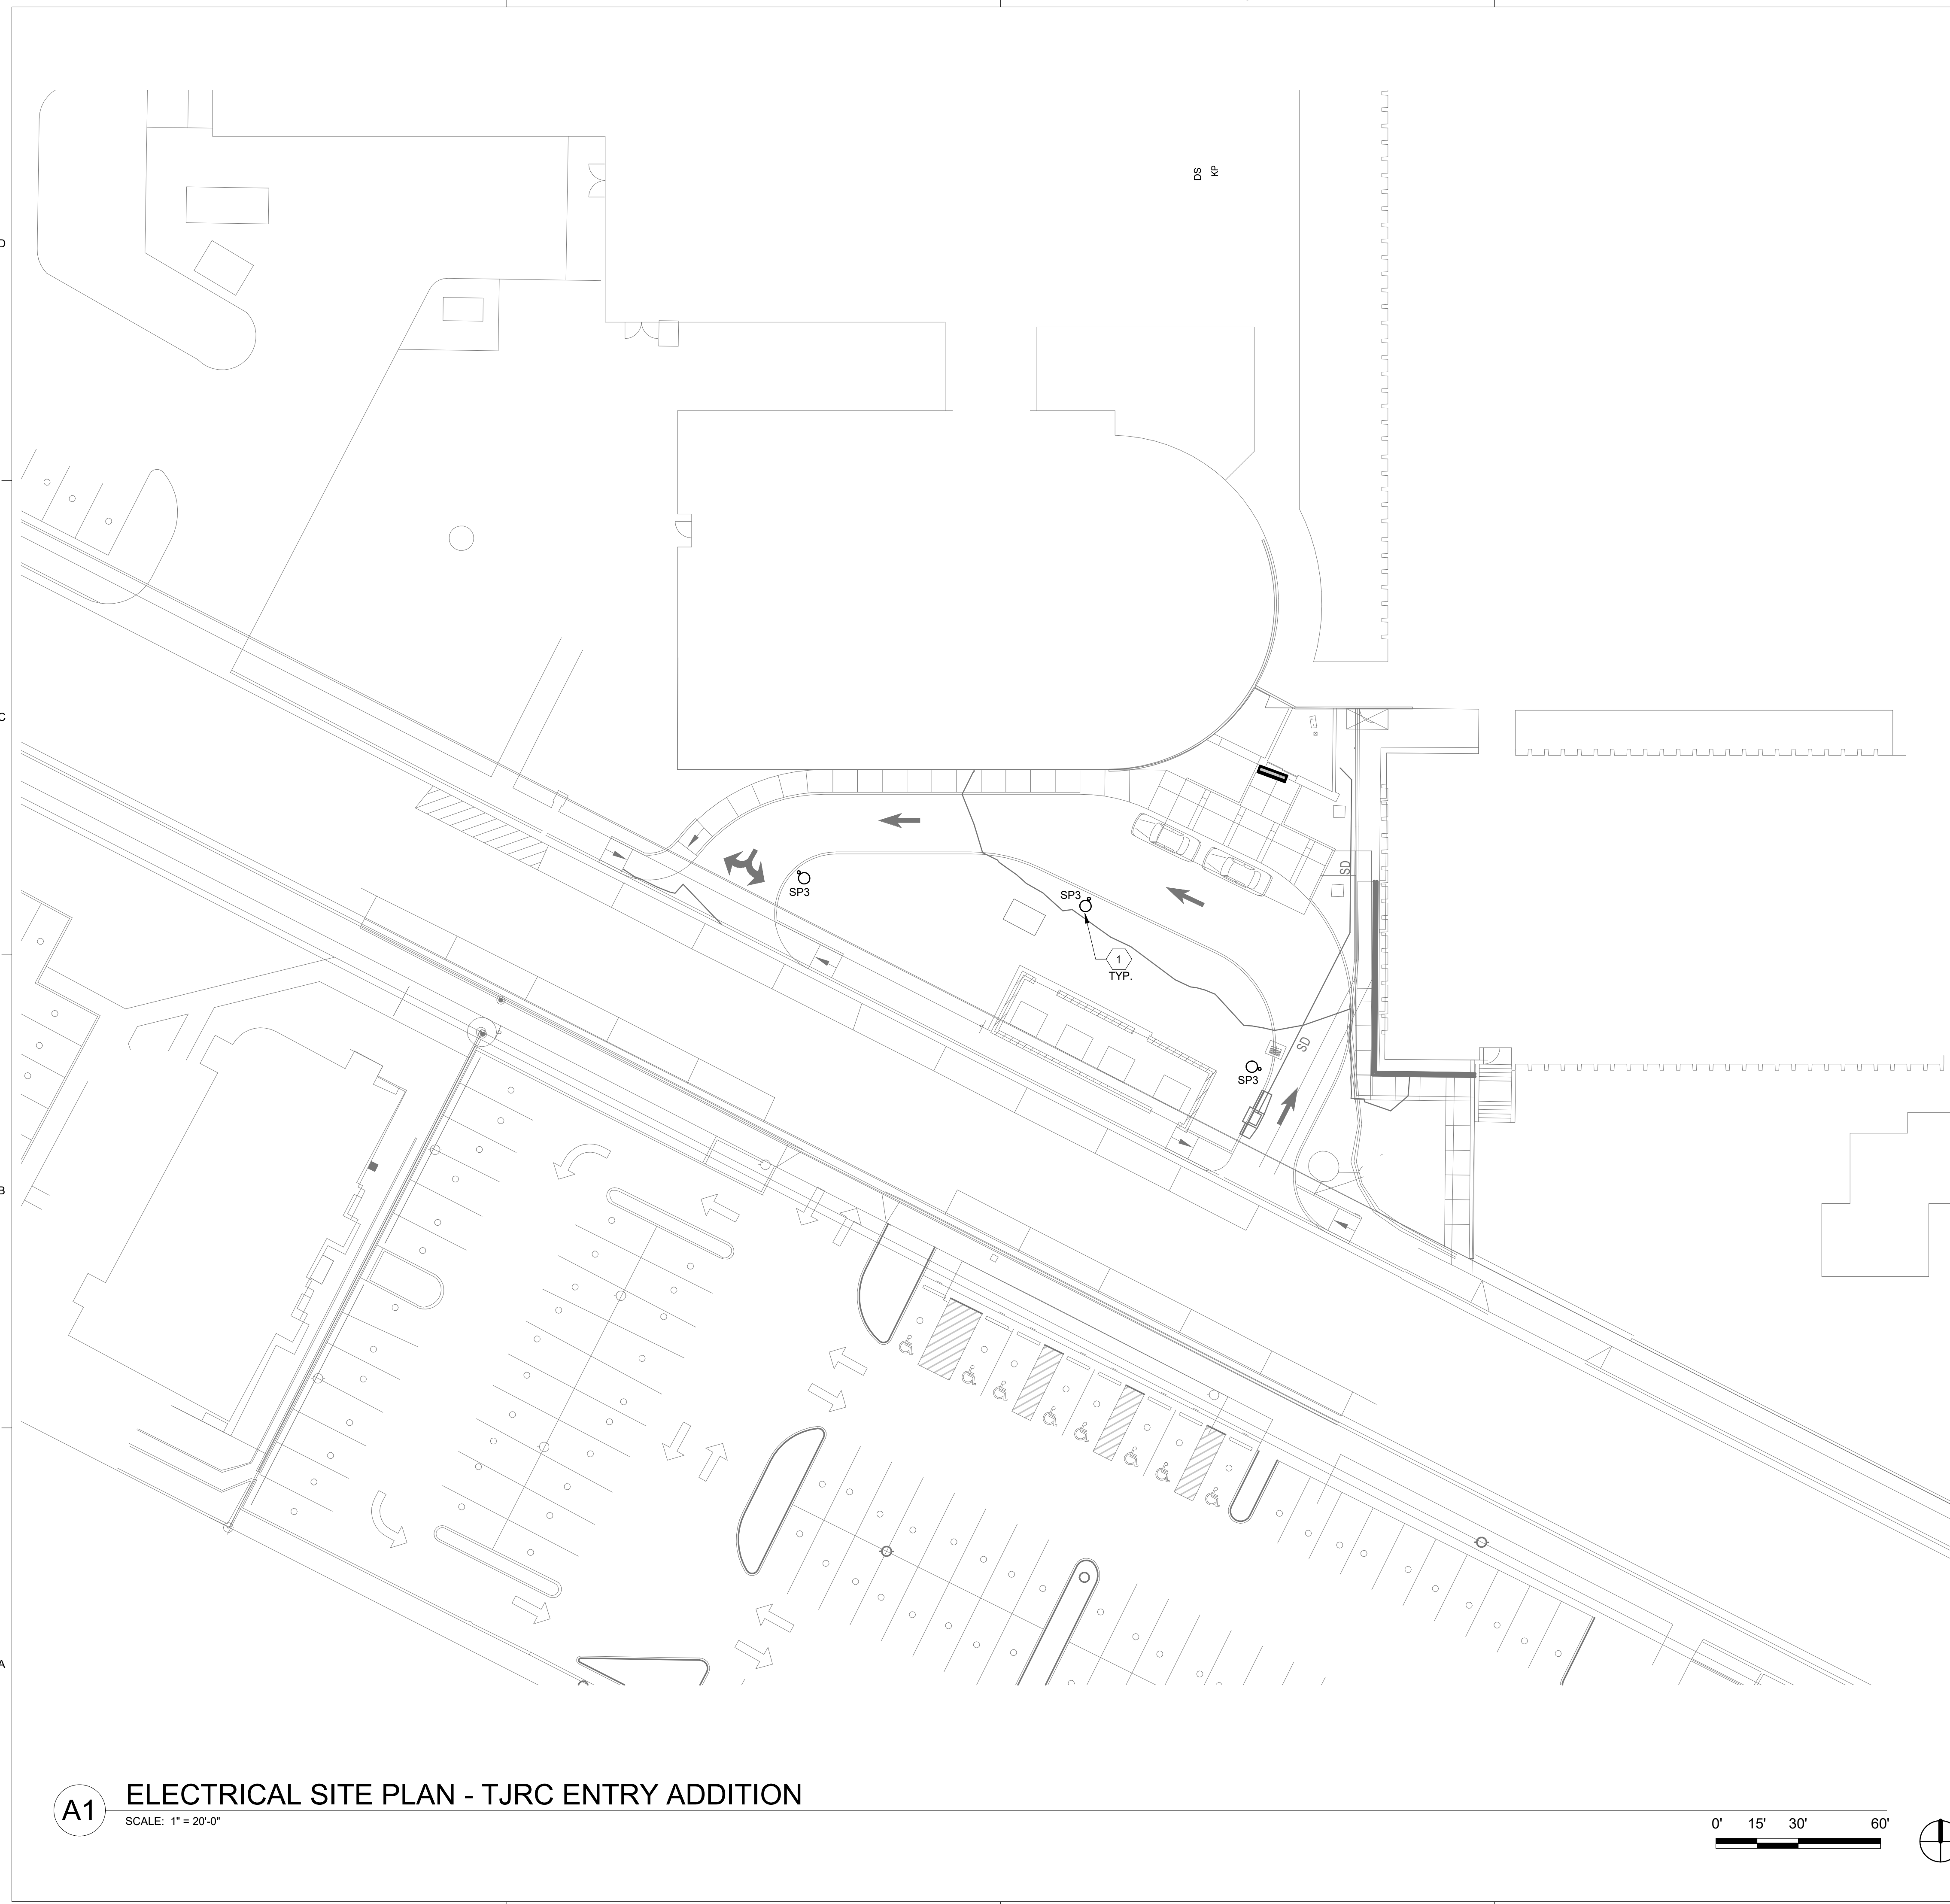 DS
KP
D
C
SD
SP3
SP3
1
TYP.
SD
SP3
B
A
A1
ELECTRICAL SITE PLAN - TJRC ENTRY ADDITION
SCALE: 1" = 20'-0"
0' 15' 30' 60'